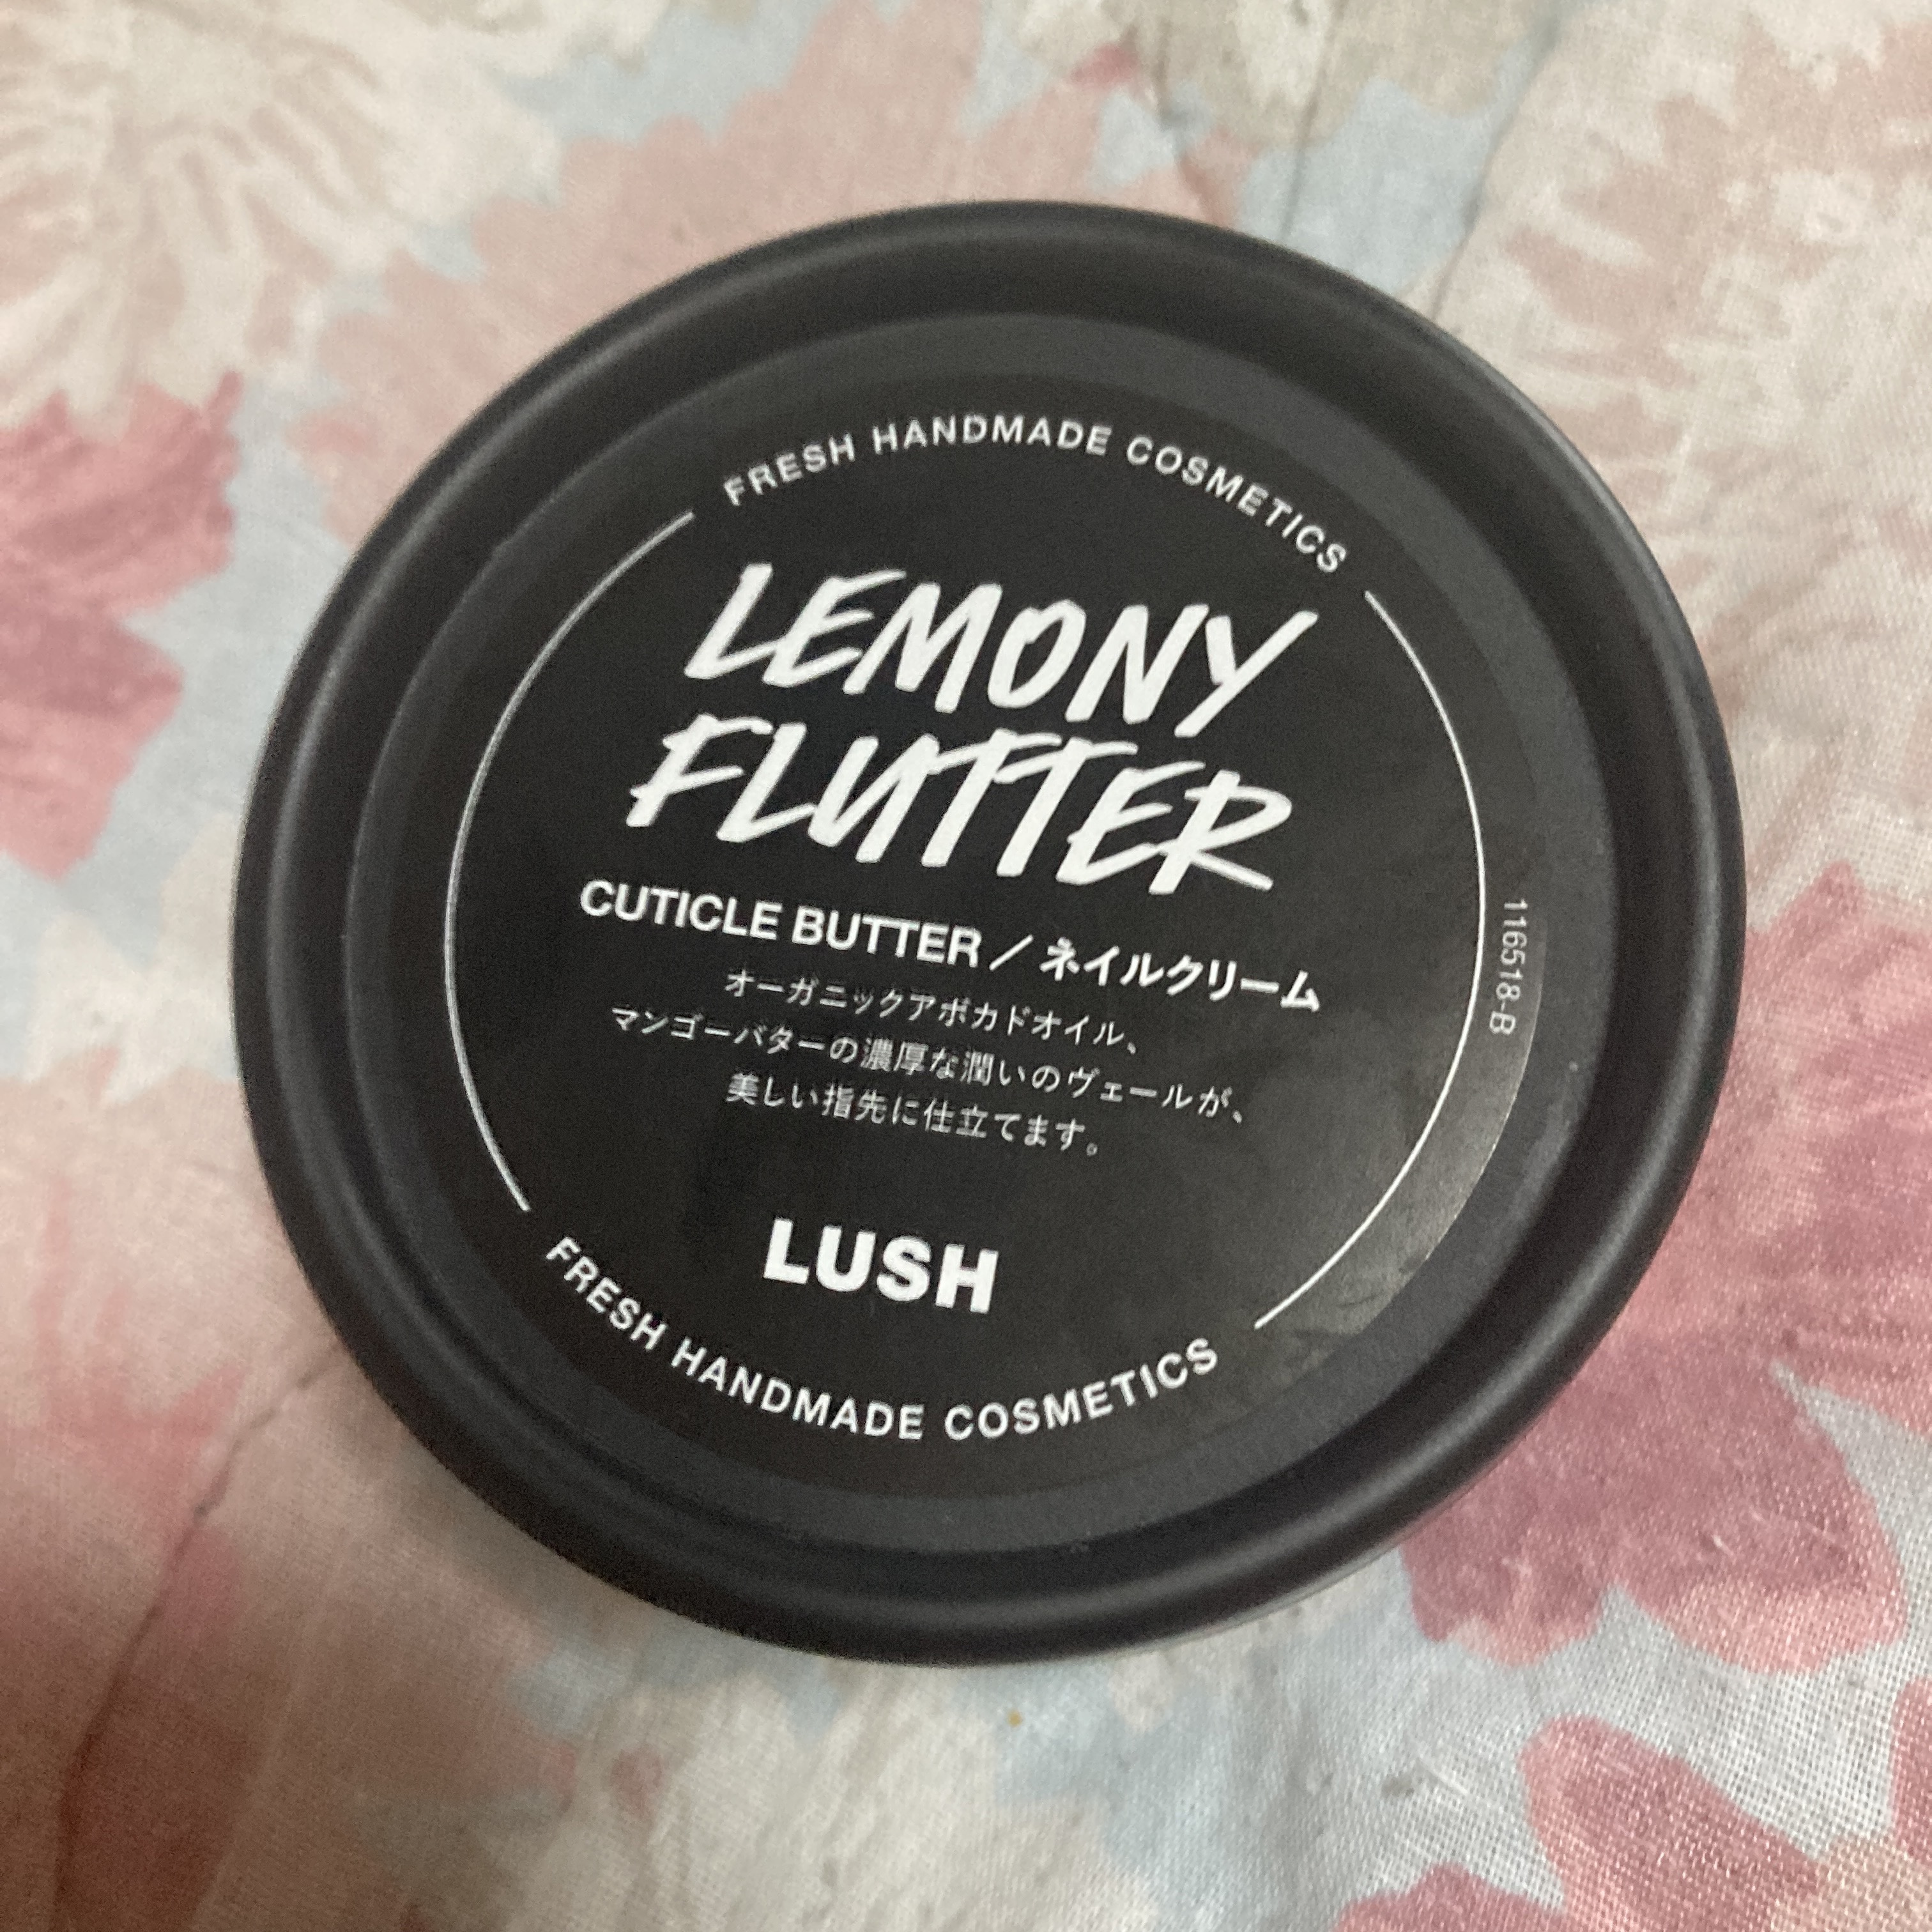 FRESH HANDMADE COSMETICS
LEMONY
FLUTTER
CUTICLE BUTTER / ネイルクリーム
オーガニックアボカドオイル、
マンゴーバターの濃厚な潤いのヴェールが、
美しい指先に仕立てます。
LUSH
FRESH HANDMADE COSMETICS
116518-B